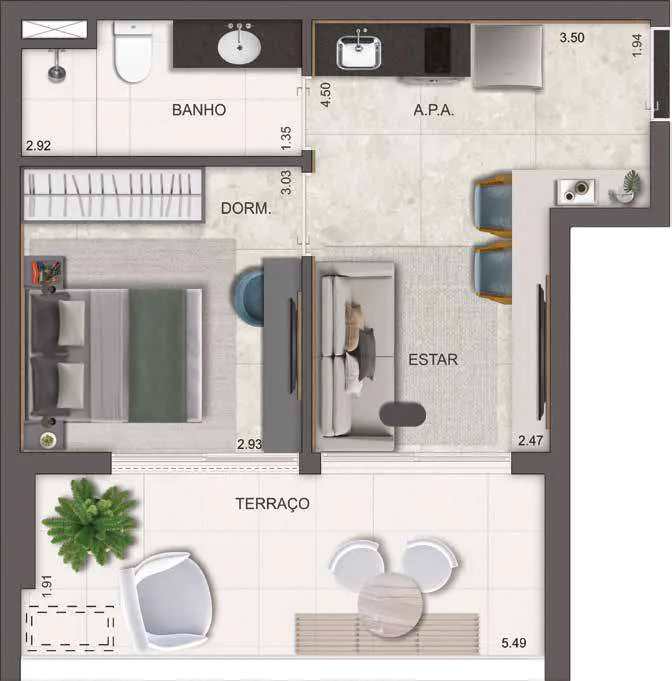 3.50
1.94
4.50
BANHO
A.P.A.
2.92
1.35
3.03
DORM.
ESTAR
2.93
2.47
TERRAÇO
1.91
5.49